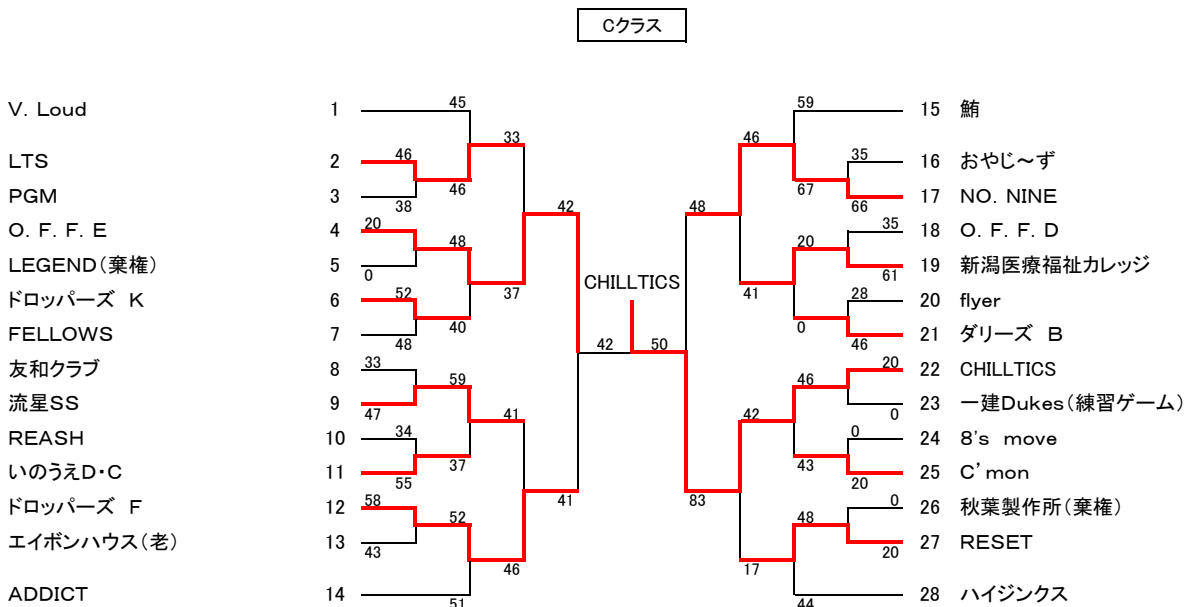 Cクラス
V. Loud 1 45 59 15 鮪
33 46
LTS 2 46 35 16 おやじ～ず
46 67
PGM 3 38 66 17 NO. NINE
42 48
O. F. F. E 4 20 35 18 O. F. F. D
48 20
LEGEND（棄権） 5 0 61 19 新潟医療福祉カレッジ
37 CHILLTICS 41
ドロッパーズ K 6 52 28 20 flyer
40 0
FELLOWS 7 48 46 21 ダリーズ B
42 50
友和クラブ 8 33 20 22 CHILLTICS
59 46
流星SS 9 47 0 23 一建Dukes（練習ゲーム）
41 42
REASH 10 34 0 24 8's move
37 43
いのうえD・C 11 55 20 25 C'mon
41 83
ドロッパーズ F 12 58 0 26 秋葉製作所（棄権）
52 48
エイボンハウス（老） 13 43 20 27 RESET
46 17
ADDICT 14 51 44 28 ハイジンクス